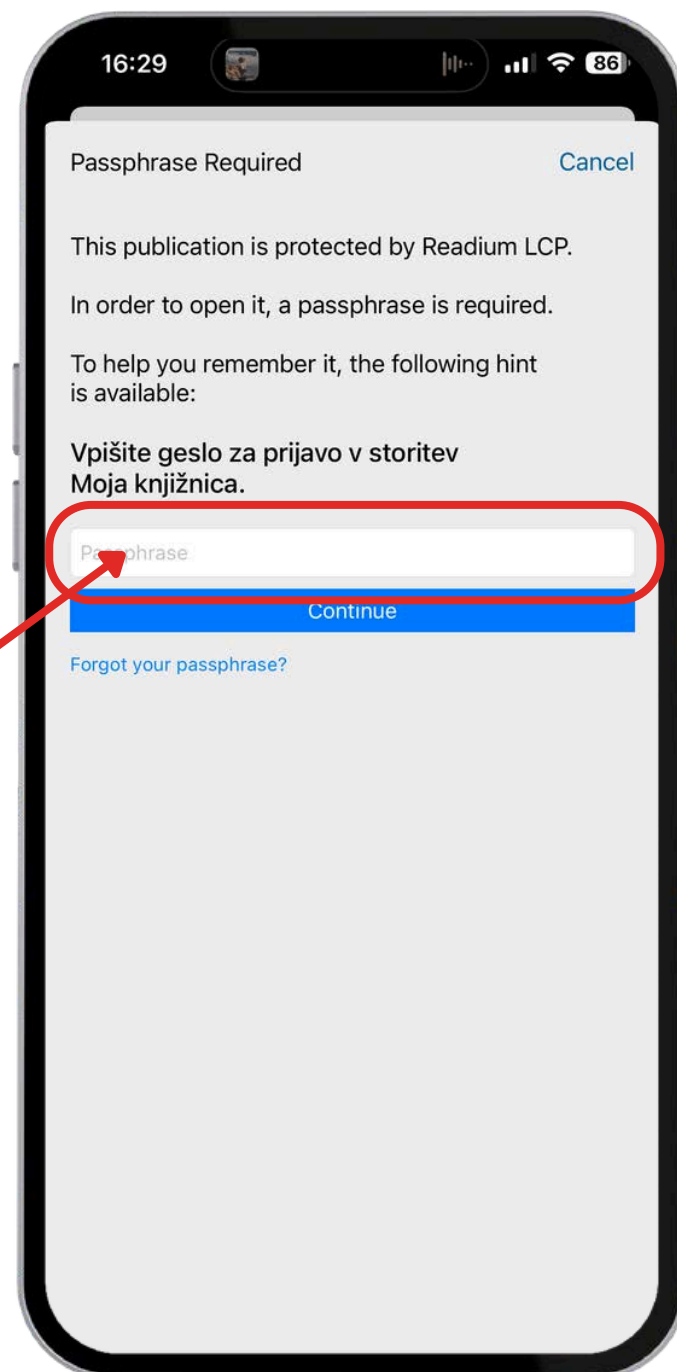 16:29
86
Passphrase Required
Cancel
This publication is protected by Readium LCP.
In order to open it, a passphrase is required.
To help you remember it, the following hint
is available:
Vpišite geslo za prijavo v storitev
Moja knjižnica.
Passphrase
Continue
Forgot your passphrase?